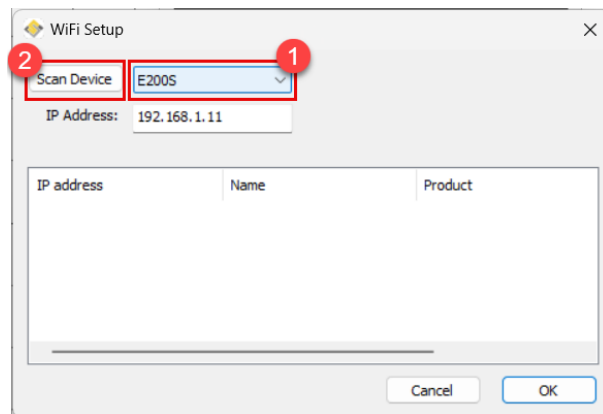 WiFi Setup
2
1
Scan Device E200S
IP Address: 192.168.1.11
IP address Name Product
Cancel OK